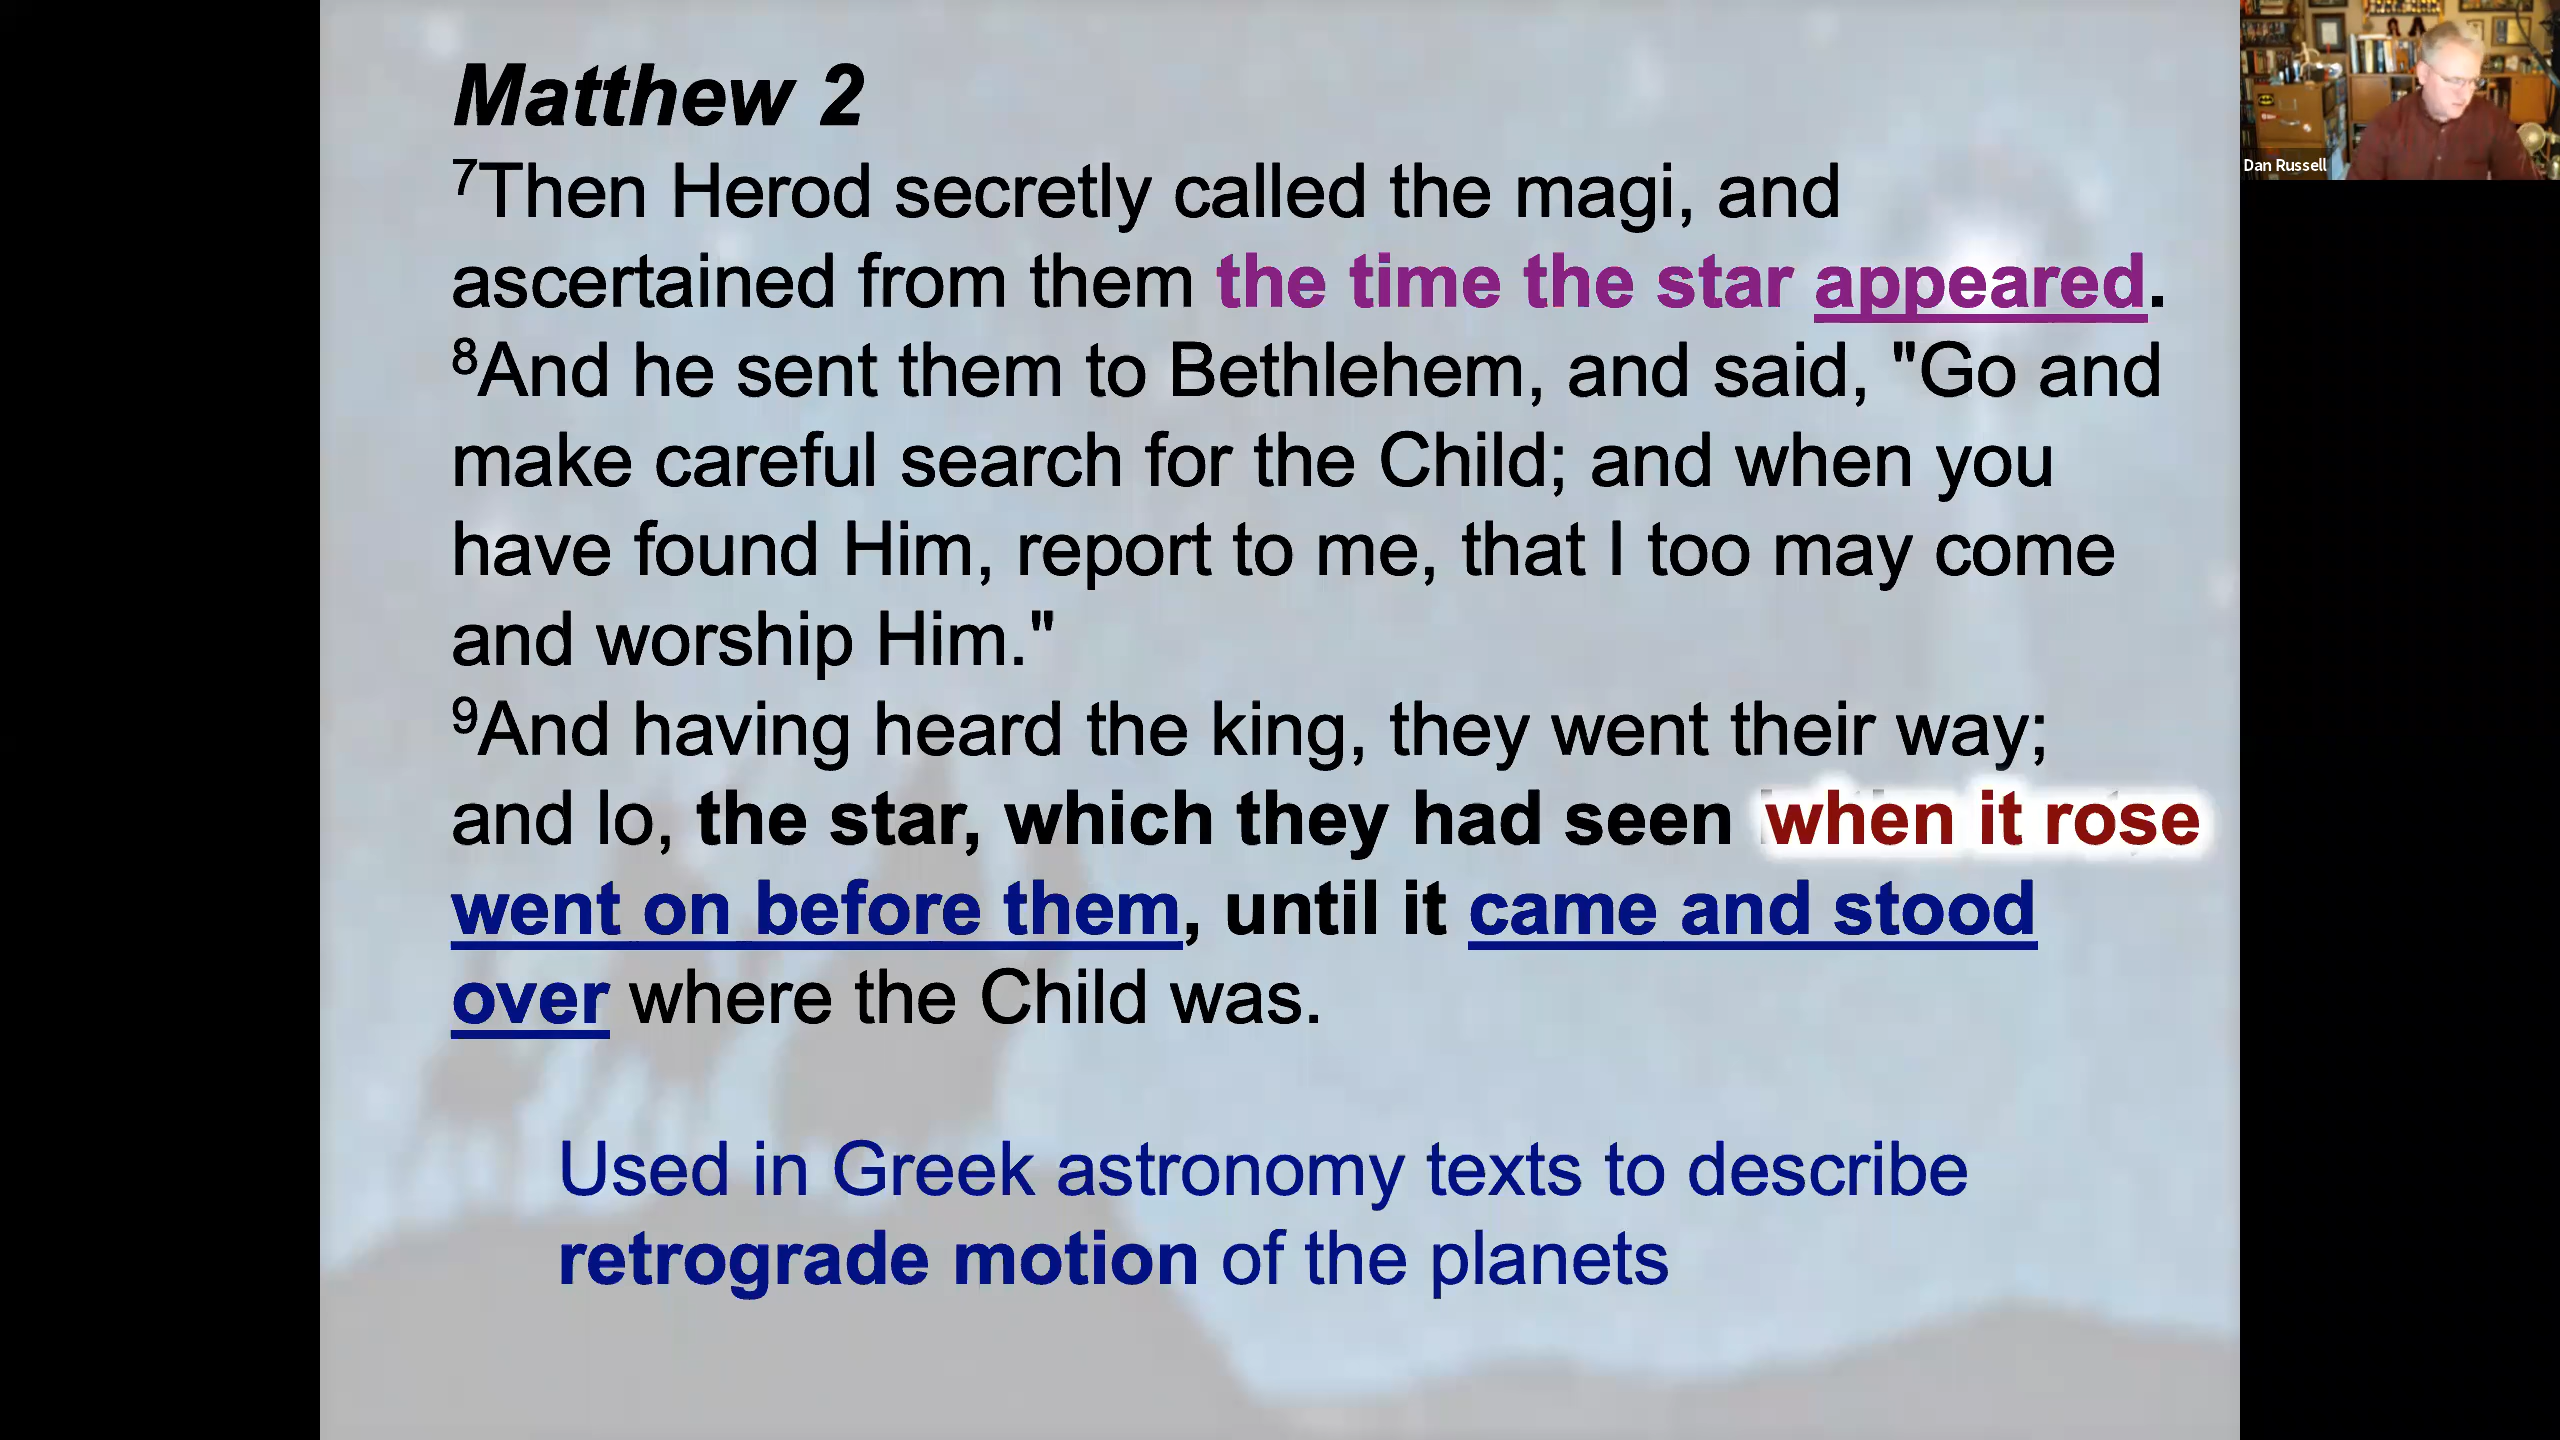 Matthew 2
7Then Herod secretly called the magi, and
ascertained from them the time the star appeared.
8And he sent them to Bethlehem, and said, "Go and
make careful search for the Child; and when you
have found Him, report to me, that I too may come
and worship Him."
9And having heard the king, they went their way;
and lo, the star, which they had seen when it rose
went on before them, until it came and stood
over where the Child was.
Used in Greek astronomy texts to describe
retrograde motion of the planets
Dan Russell